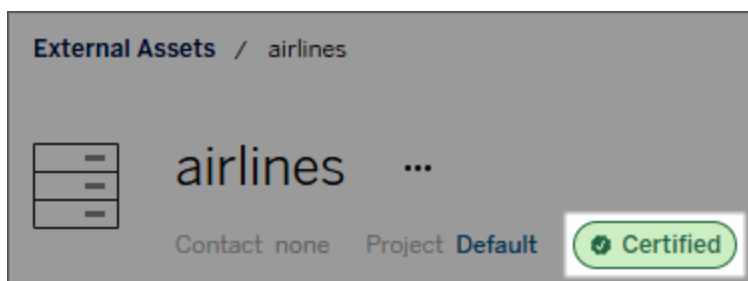 External Assets / airlines
airlines ...
Contact none Project Default Certified